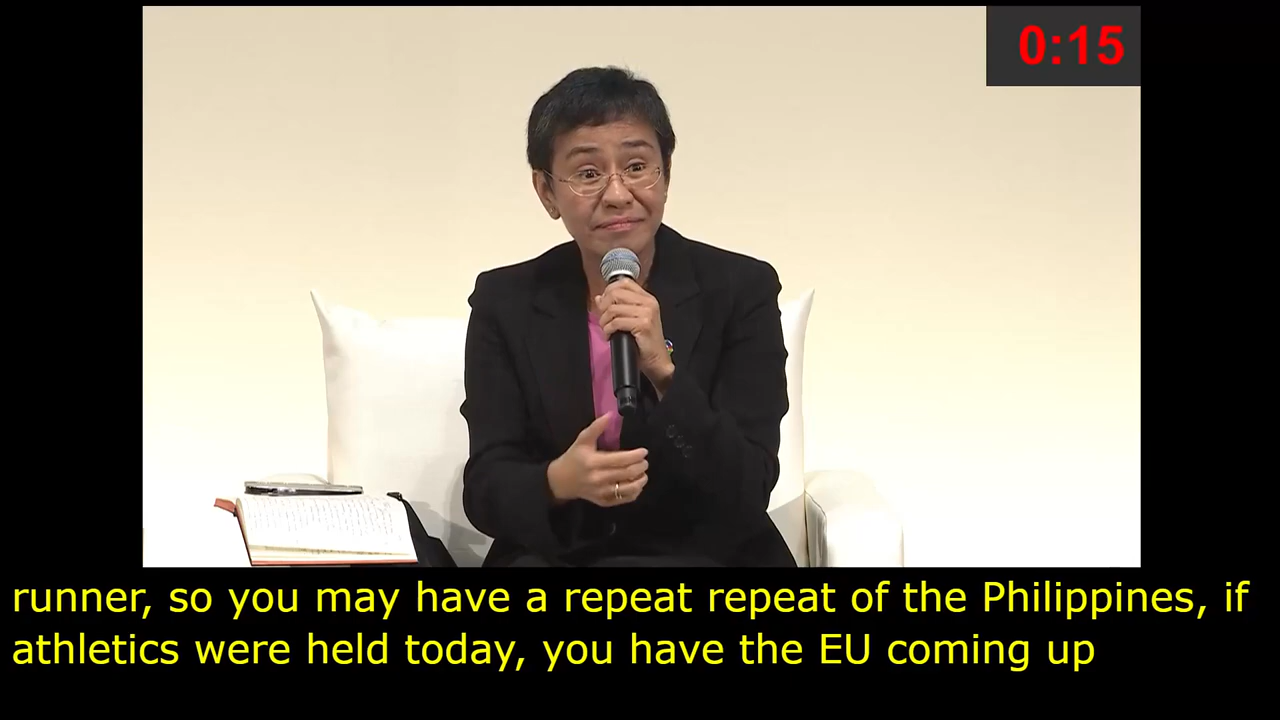 0:15
runner, so you may have a repeat repeat of the Philippines, if
athletics were held today, you have the EU coming up